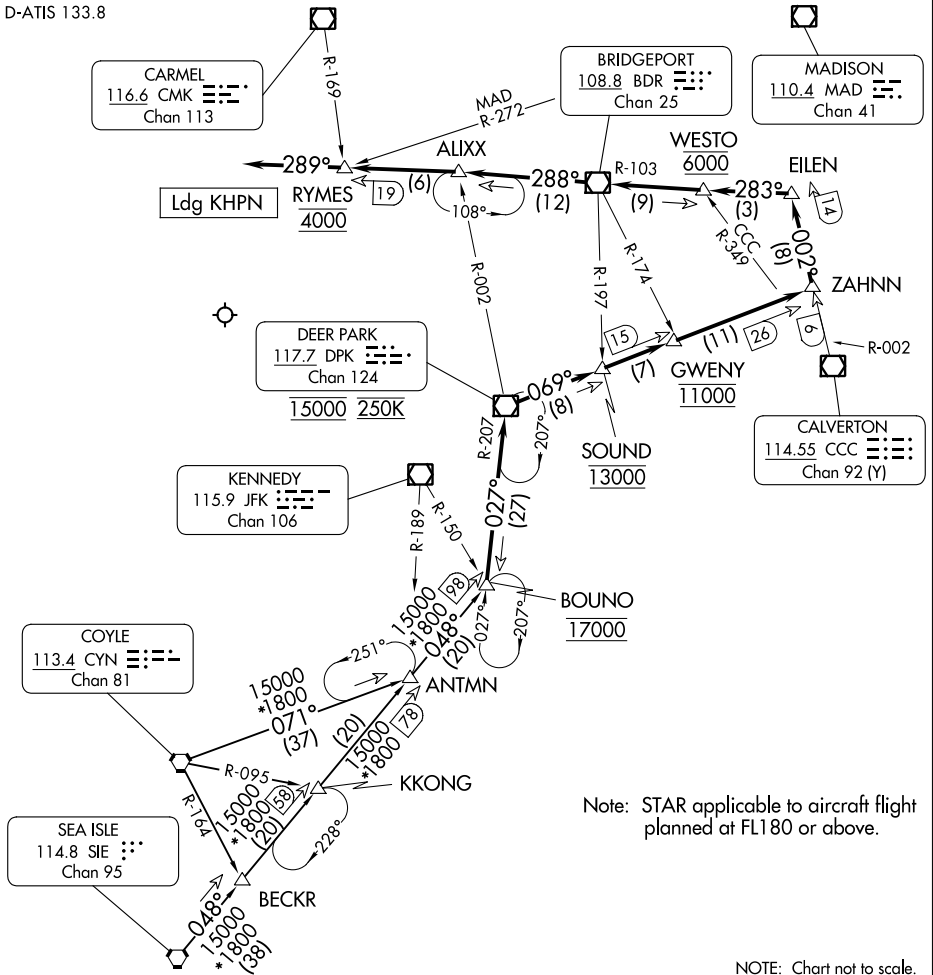 D-ATIS 133.8
CARMEL
116.6 CMK
Chan 113
R-169
MAD
R-272
BRIDGEPORT
108.8 BDR
Chan 25
MADISON
110.4 MAD
Chan 41
WESTO
6000
EILEN
ALIXX
289°
RYMES
4000
19
(6)
108°
288°
(12)
R-103
(9)
283°
(3)
14
Ldg KHPN
CCC
R-349
002°
(8)
ZAHNN
R-002
R-197
R-174
DEER PARK
117.7 DPK
Chan 124
15000 250K
15
(11)
26
6
R-002
069°
(8)
(7)
GWENY
11000
R-207
207°
SOUND
13000
CALVERTON
114.55 CCC
Chan 92 (Y)
KENNEDY
115.9 JFK
Chan 106
R-189
R-150
027°
(27)
BOUNO
17000
98
15000
*1800
048°
(20)
027°
207°
COYLE
113.4 CYN
Chan 81
251°
ANTMN
15000
*1800
071°
(37)
(20)
15000
*1800
78
R-095
R-164
KKONG
58
15000
*1800
(20)
228°
Note: STAR applicable to aircraft flight
planned at FL180 or above.
SEA ISLE
114.8 SIE
Chan 95
BECKR
048°
15000
*1800
(38)
NOTE: Chart not to scale.